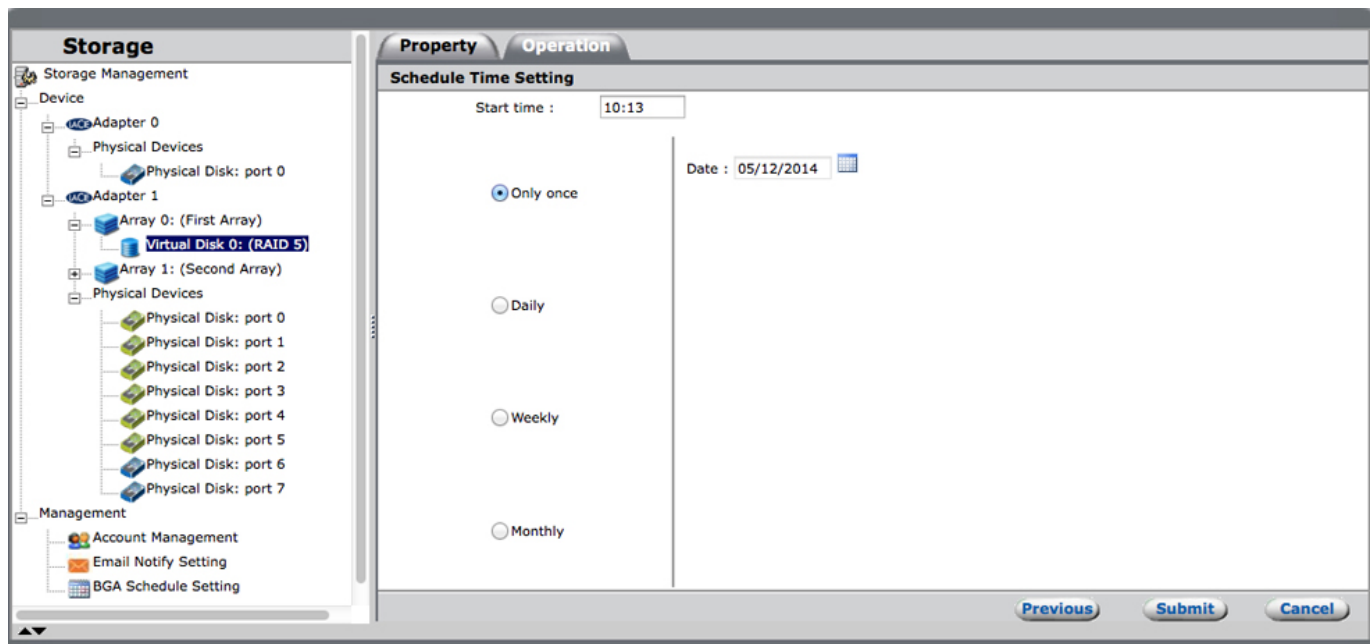 Storage
Storage Management
Device
Adapter 0
Physical Devices
Physical Disk: port 0
Adapter 1
Array 0: (First Array)
Virtual Disk 0: (RAID 5)
Array 1: (Second Array)
Physical Devices
Physical Disk: port 0
Physical Disk: port 1
Physical Disk: port 2
Physical Disk: port 3
Physical Disk: port 4
Physical Disk: port 5
Physical Disk: port 6
Physical Disk: port 7
Management
Account Management
Email Notify Setting
BGA Schedule Setting
Property Operation
Schedule Time Setting
Start time : 10:13
Date : 05/12/2014
Only once
Daily
Weekly
Monthly
Previous Submit Cancel